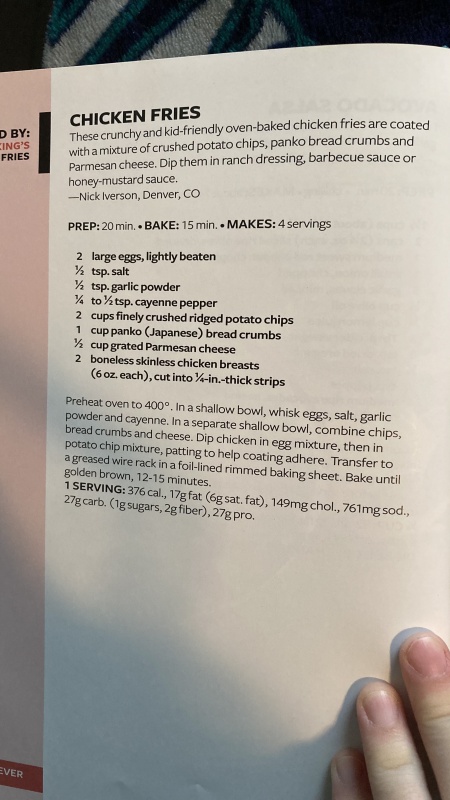 D BY:
ING'S
FRIES
CHICKEN FRIES
These crunchy and kid-friendly oven-baked chicken fries are coated
with a mixture of crushed potato chips, panko bread crumbs and
Parmesan cheese. Dip them in ranch dressing, barbecue sauce or
honey-mustard sauce.
—Nick Iverson, Denver, CO
PREP: 20 min. • BAKE: 15 min. • MAKES: 4 servings
2 large eggs, lightly beaten
½ tsp. salt
½ tsp. garlic powder
¼ to ½ tsp. cayenne pepper
2 cups finely crushed ridged potato chips
1 cup panko (Japanese) bread crumbs
½ cup grated Parmesan cheese
2 boneless skinless chicken breasts
(6 oz. each), cut into ¼-in.-thick strips
Preheat oven to 400°. In a shallow bowl, whisk eggs, salt, garlic
powder and cayenne. In a separate shallow bowl, combine chips,
bread crumbs and cheese. Dip chicken in egg mixture, then in
potato chip mixture, patting to help coating adhere. Transfer to
a greased wire rack in a foil-lined rimmed baking sheet. Bake until
golden brown, 12-15 minutes.
1 SERVING: 376 cal., 17g fat (6g sat. fat), 149mg chol., 761mg sod.,
27g carb. (1g sugars, 2g fiber), 27g pro.
EVER